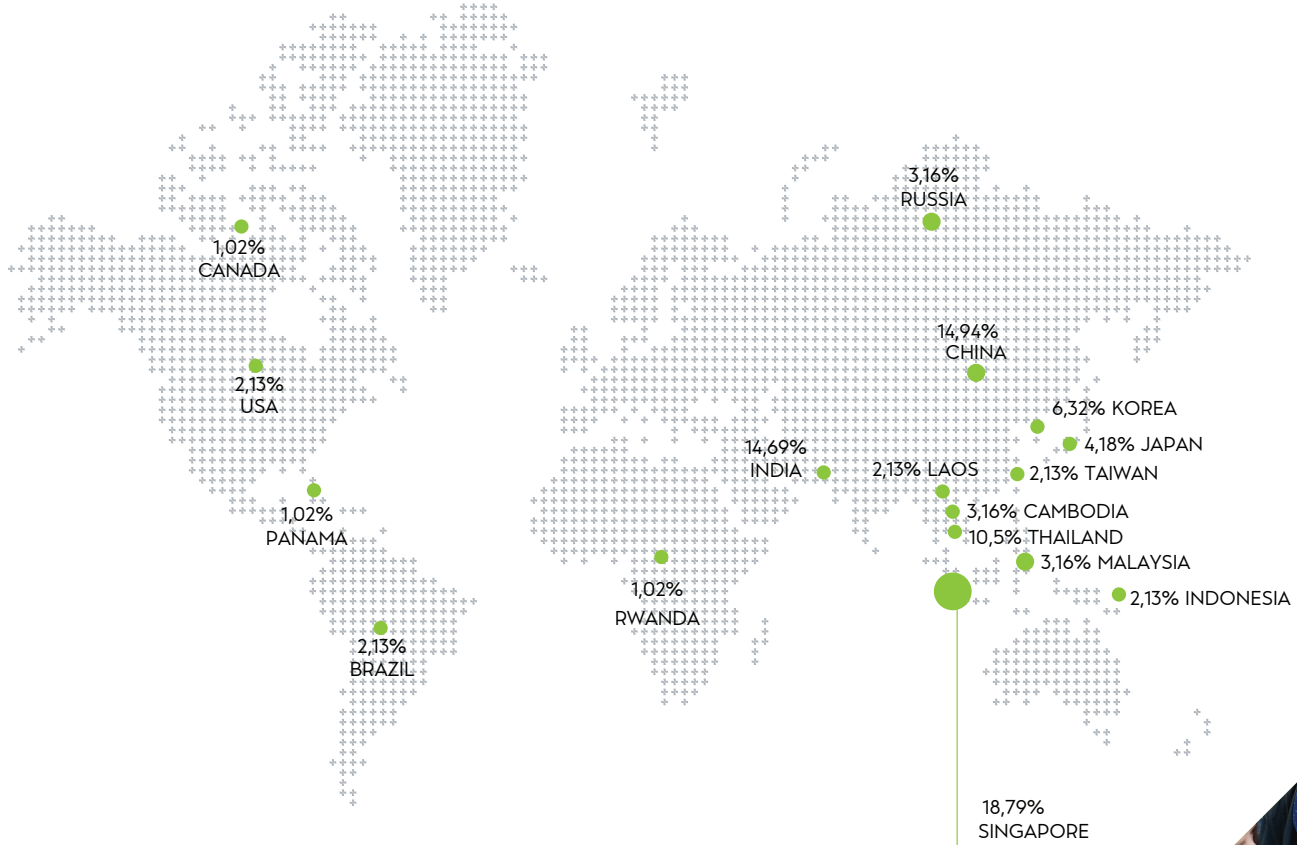 3,16%
RUSSIA
1,02%
CANADA
14,94%
CHINA
2,13%
USA
6,32% KOREA
4,18% JAPAN
14,69%
INDIA
2,13% LAOS
2,13% TAIWAN
1,02%
PANAMA
3,16% CAMBODIA
10,5% THAILAND
3,16% MALAYSIA
1,02%
RWANDA
2,13% INDONESIA
2,13%
BRAZIL
18,79%
SINGAPORE